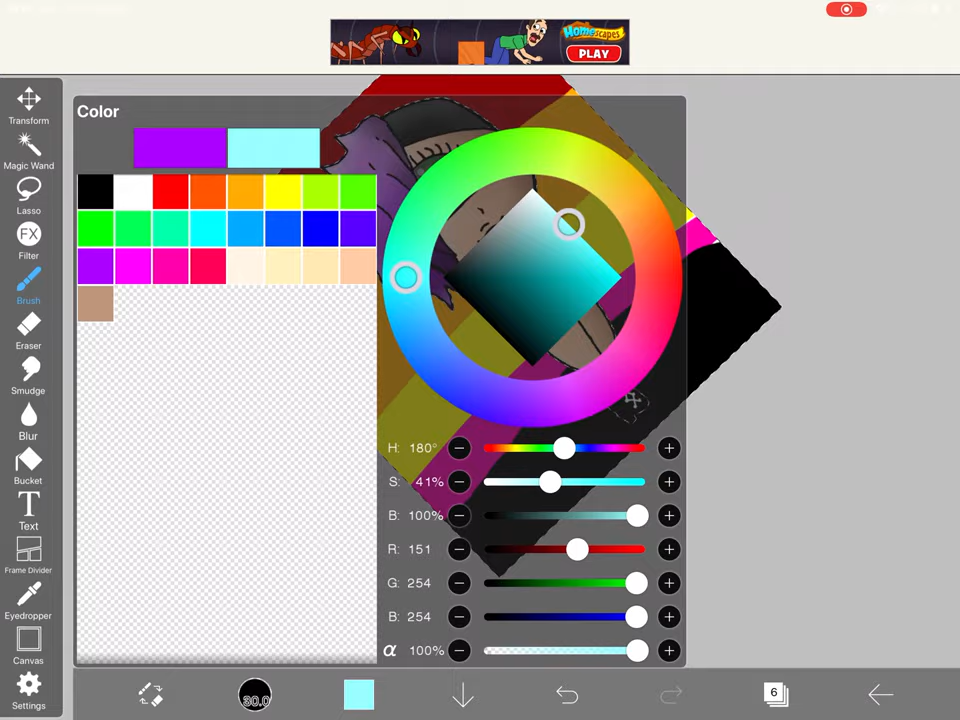 Homescapes
PLAY
Color
Transform
Magic Wand
Lasso
FX
Filter
Brush
Eraser
Smudge
Blur
Bucket
T
Text
Frame Divider
Eyedropper
Canvas
Settings
H: 180°
S: 41%
B: 100%
R: 151
G: 254
B: 254
α 100%
30.0
6